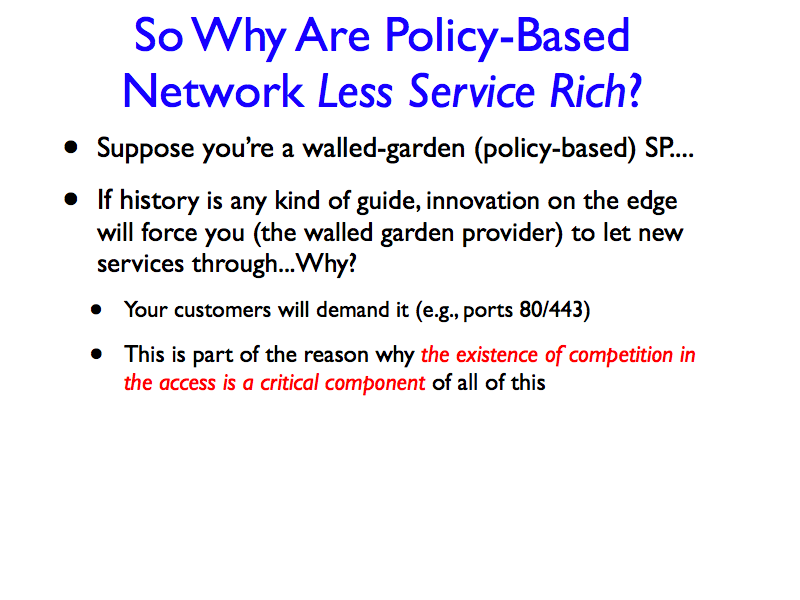 So Why Are Policy-Based
Network Less Service Rich?
• Suppose you're a walled-garden (policy-based) SP....
• If history is any kind of guide, innovation on the edge
will force you (the walled garden provider) to let new
services through...Why?
• Your customers will demand it (e.g., ports 80/443)
• This is part of the reason why the existence of competition in
the access is a critical component of all of this